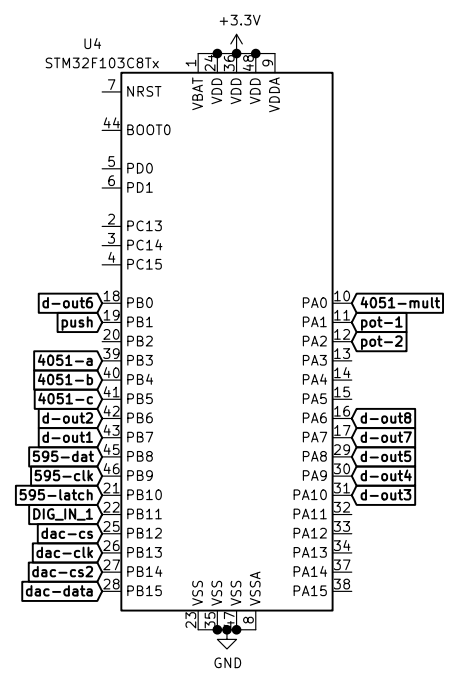 +3.3V
U4
STM32F103C8Tx
1 24 36 48 9
VBAT VDD VDD VDD VDDA
7 NRST
44 BOOT0
5 PD0
6 PD1
2 PC13
3 PC14
4 PC15
d-out6 18 PB0 PA0 10 4051-mult
push 19 PB1 PA1 11 pot-1
20 PB2 PA2 12 pot-2
4051-a 39 PB3 PA3 13
4051-b 40 PB4 PA4 14
4051-c 41 PB5 PA5 15
d-out2 42 PB6 PA6 16 d-out8
d-out1 43 PB7 PA7 17 d-out7
595-dat 45 PB8 PA8 29 d-out5
595-clk 46 PB9 PA9 30 d-out4
595-latch 21 PB10 PA10 31 d-out3
DIG_IN_1 22 PB11 PA11 32
dac-cs 25 PB12 PA12 33
dac-clk 26 PB13 PA13 34
dac-cs2 27 PB14 PA14 37
dac-data 28 PB15 PA15 38
VSS VSS VSS VSSA
23 35 47 8
GND